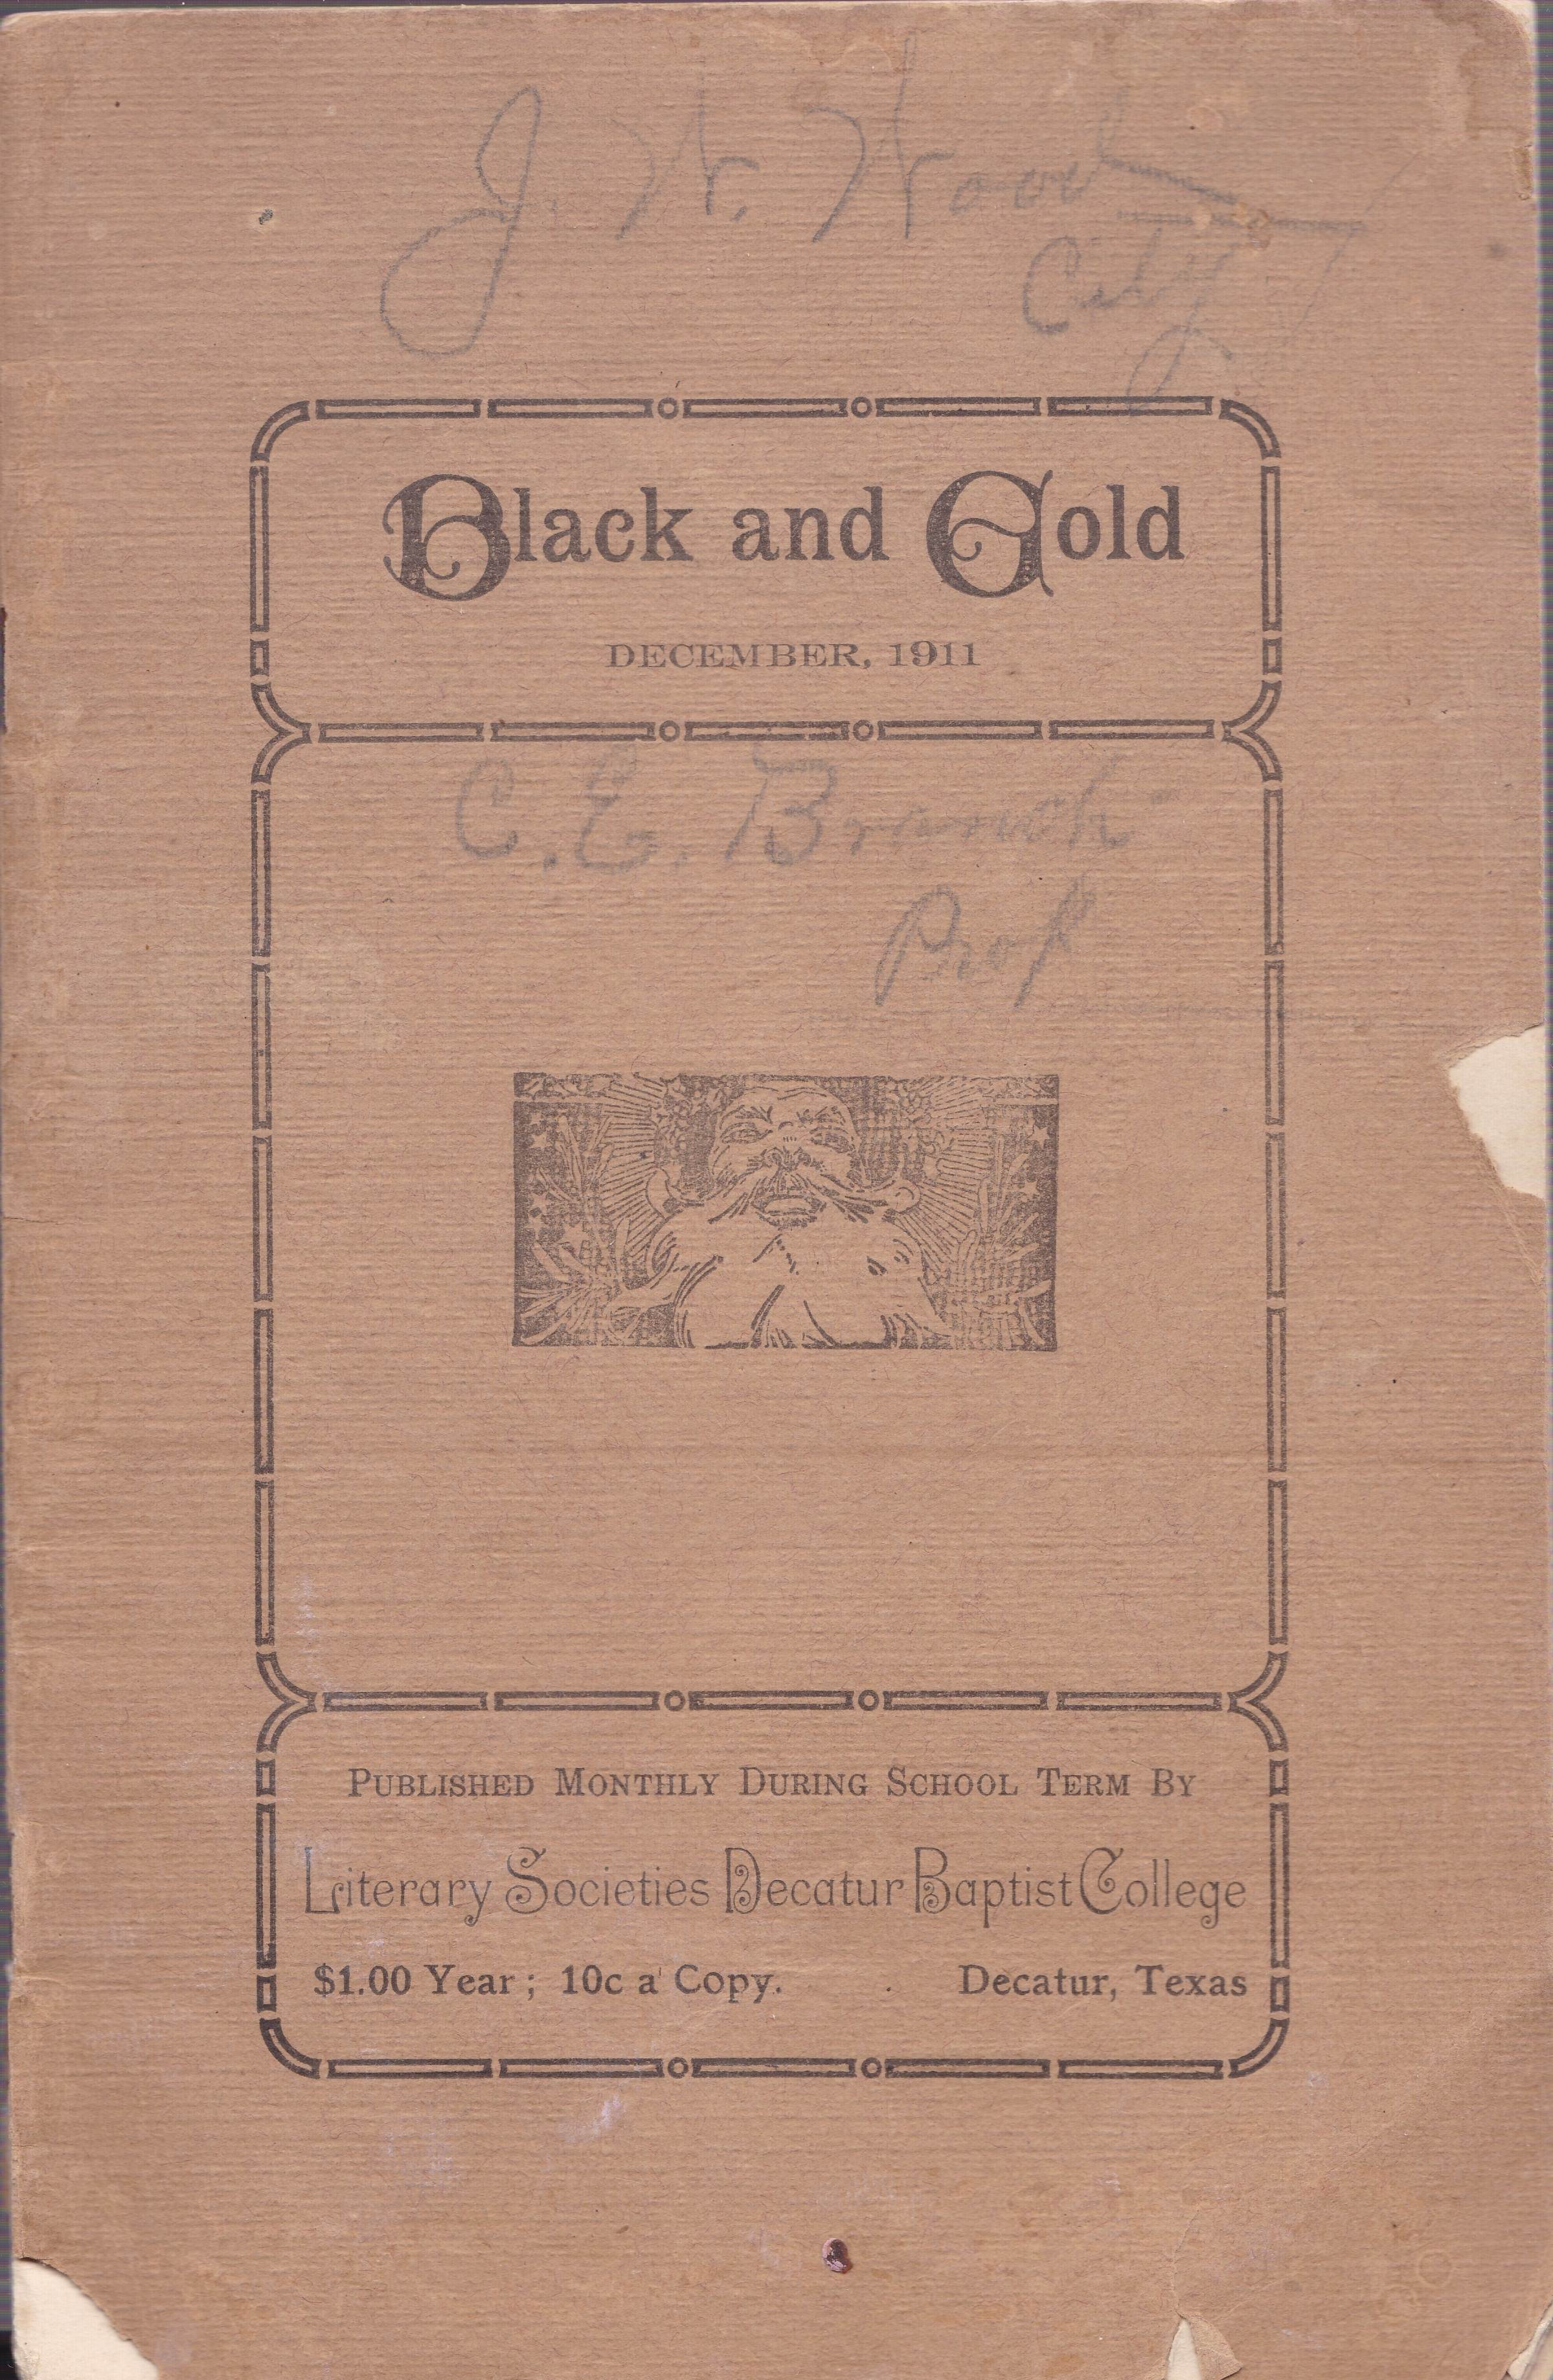 J. H. Hood
City
Black and Gold
DECEMBER, 1911
C. E. Branch
Prof
PUBLISHED MONTHLY DURING SCHOOL TERM BY
Literary Societies Decatur Baptist College
$1.00 Year; 10c a Copy. Decatur, Texas